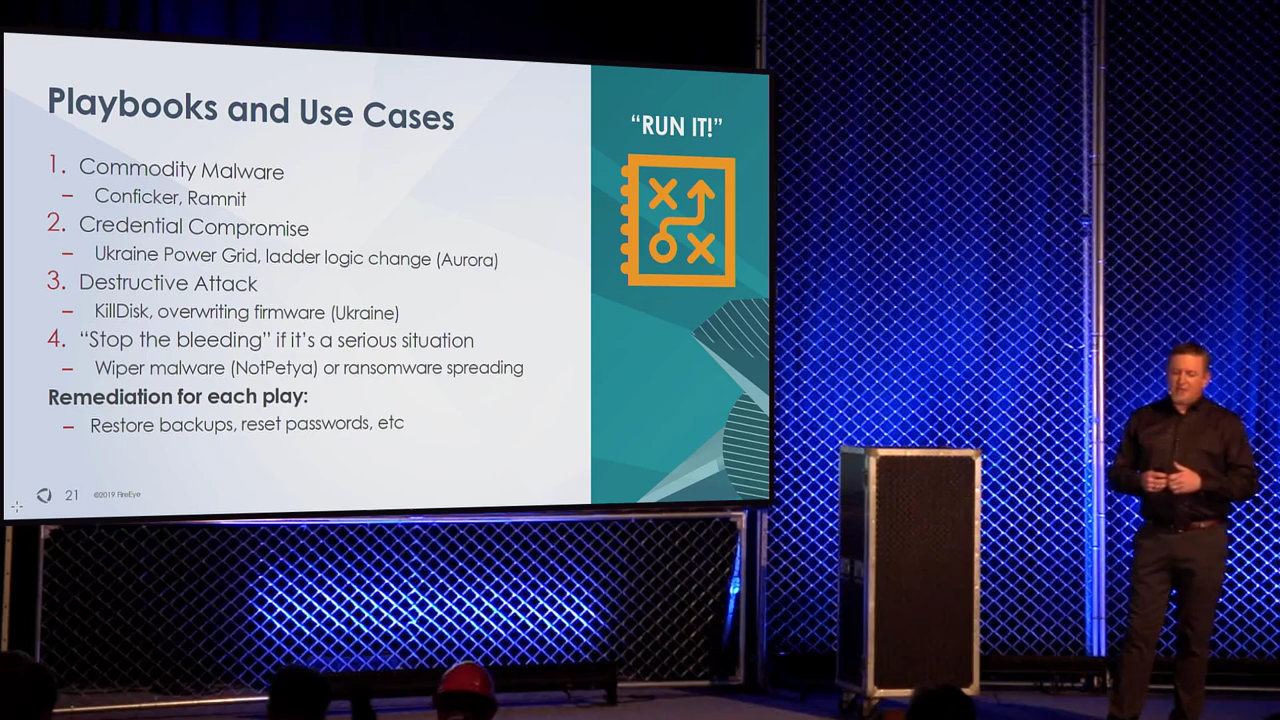 Playbooks and Use Cases
1. Commodity Malware
– Conficker, Ramnit
2. Credential Compromise
– Ukraine Power Grid, ladder logic change (Aurora)
3. Destructive Attack
– KillDisk, overwriting firmware (Ukraine)
4. “Stop the bleeding” if it’s a serious situation
– Wiper malware (NotPetya) or ransomware spreading
Remediation for each play:
– Restore backups, reset passwords, etc
21 ©2019 FireEye
“RUN IT!”